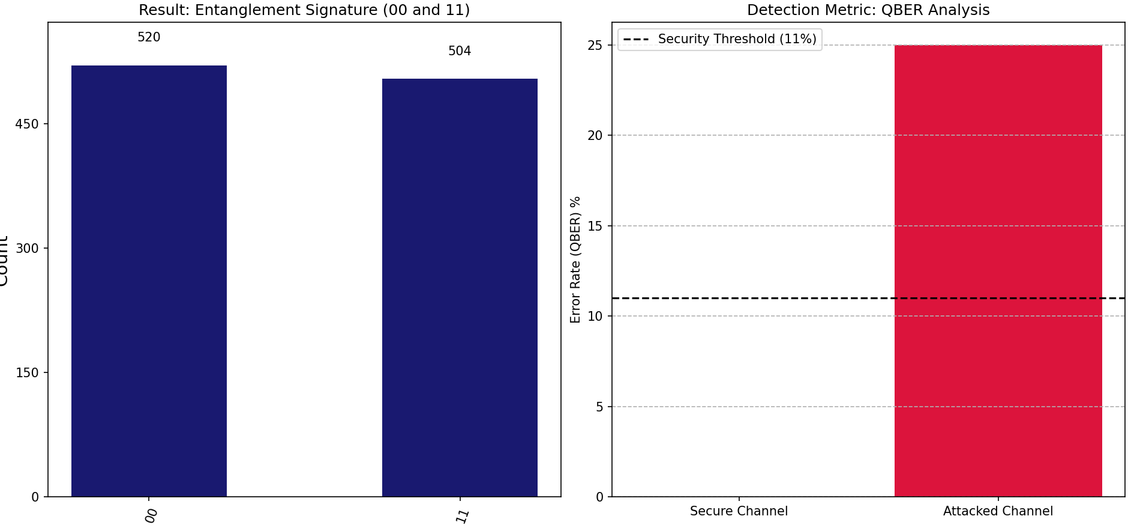 Result: Entanglement Signature (00 and 11)
520
504
450
300
150
0
Count
00
11
Detection Metric: QBER Analysis
Security Threshold (11%)
25
20
15
10
5
0
Error Rate (QBER) %
Secure Channel
Attacked Channel